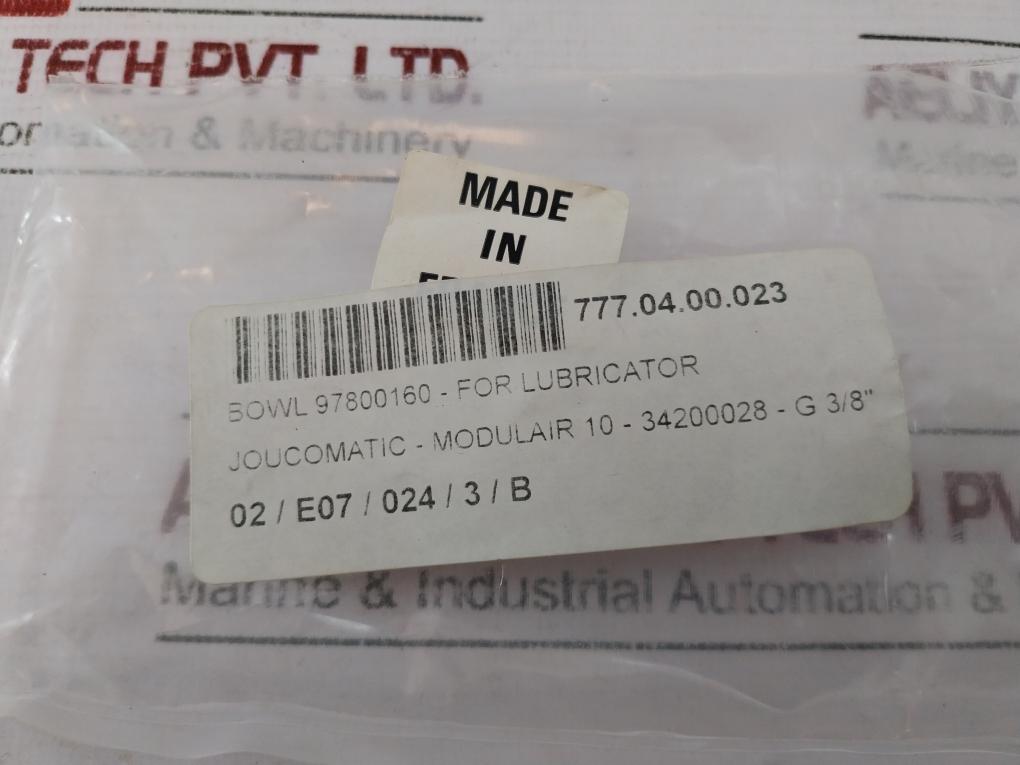 TECH PVT. LTD.
& Machinery
MADE
IN
777.04.00.023
BOWL 97800160 - FOR LUBRICATOR
JOUCOMATIC - MODULAIR 10 - 34200028 - G 3/8"
02 / E07 / 024 / 3 / B
Marine & Industrial Automation &